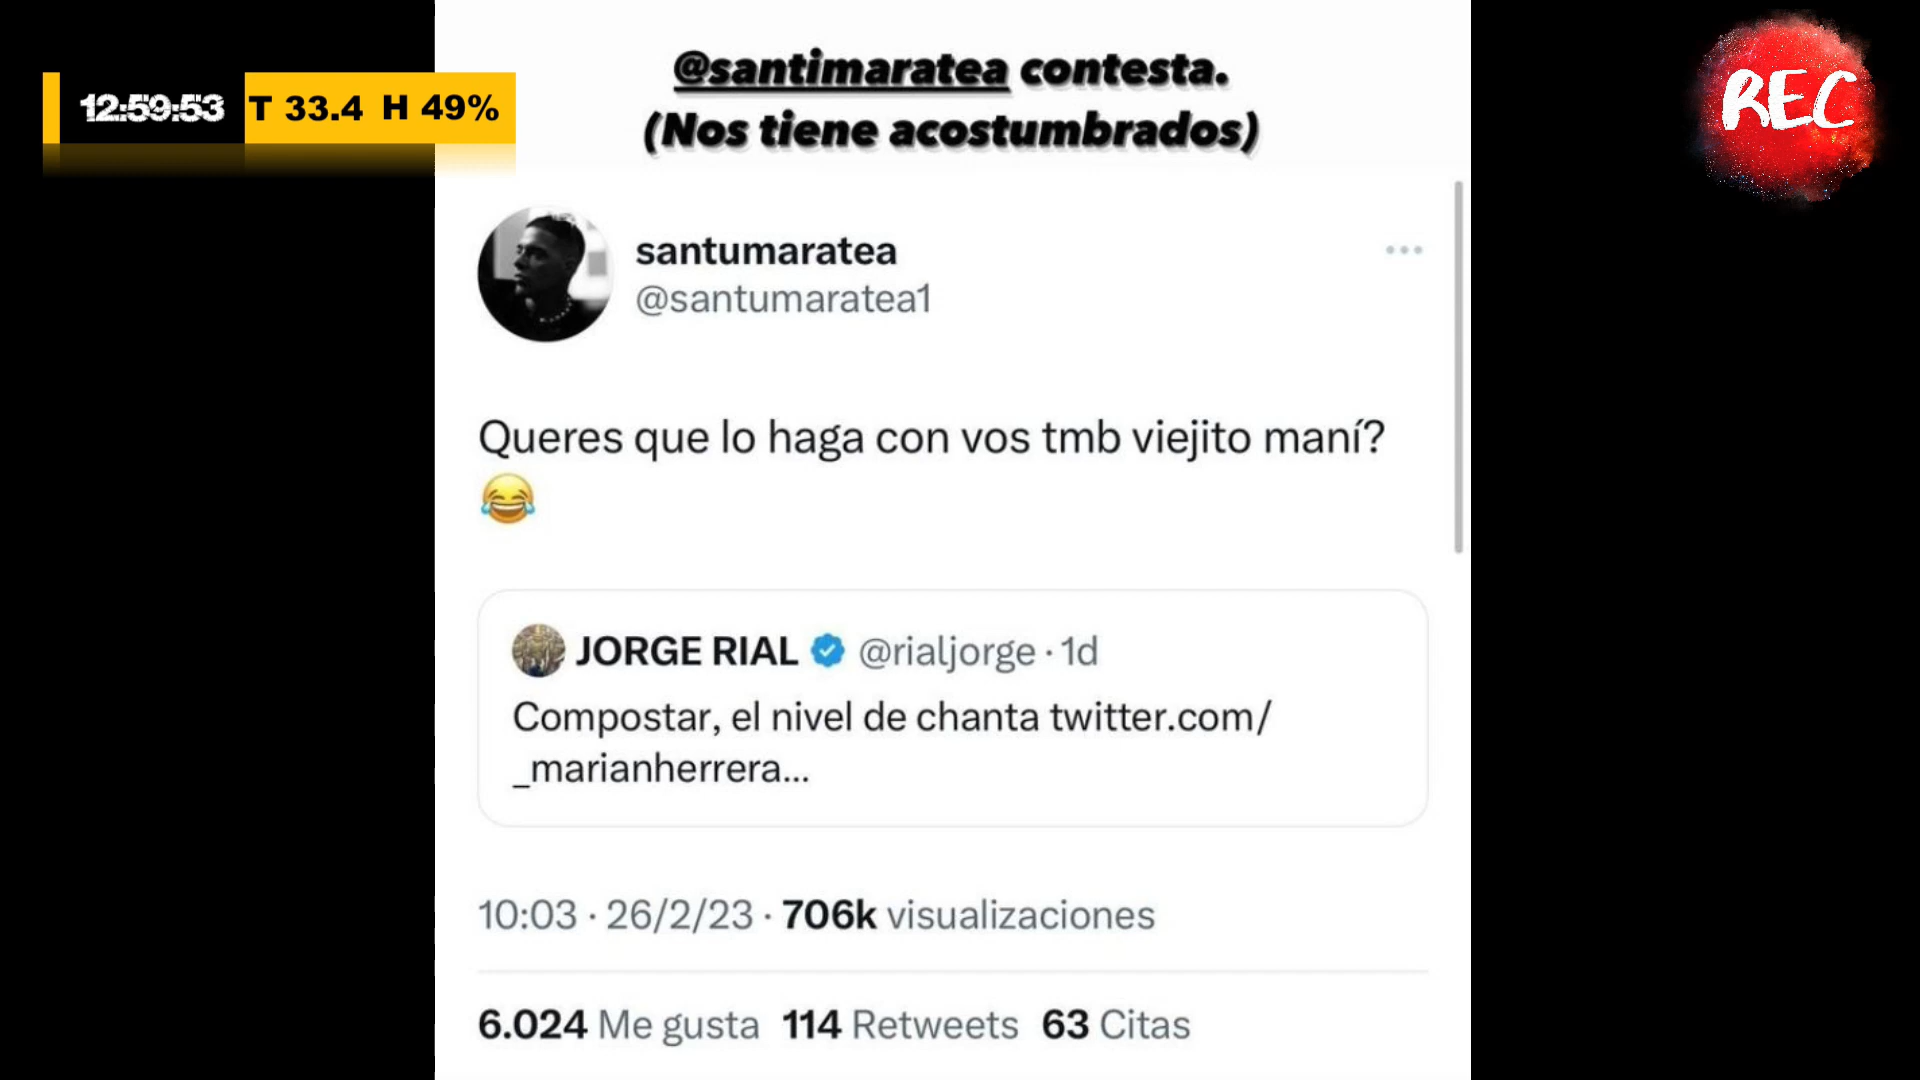 @santimaratea contesta.
(Nos tiene acostumbrados)
12:59:53 T 33.4 H 49%
REC
santumaratea
@santumaratea1
Queres que lo haga con vos tmb viejito maní?
😂
JORGE RIAL @rialjorge · 1d
Compostar, el nivel de chanta twitter.com/
_marianherrera...
10:03 · 26/2/23 · 706k visualizaciones
6.024 Me gusta 114 Retweets 63 Citas